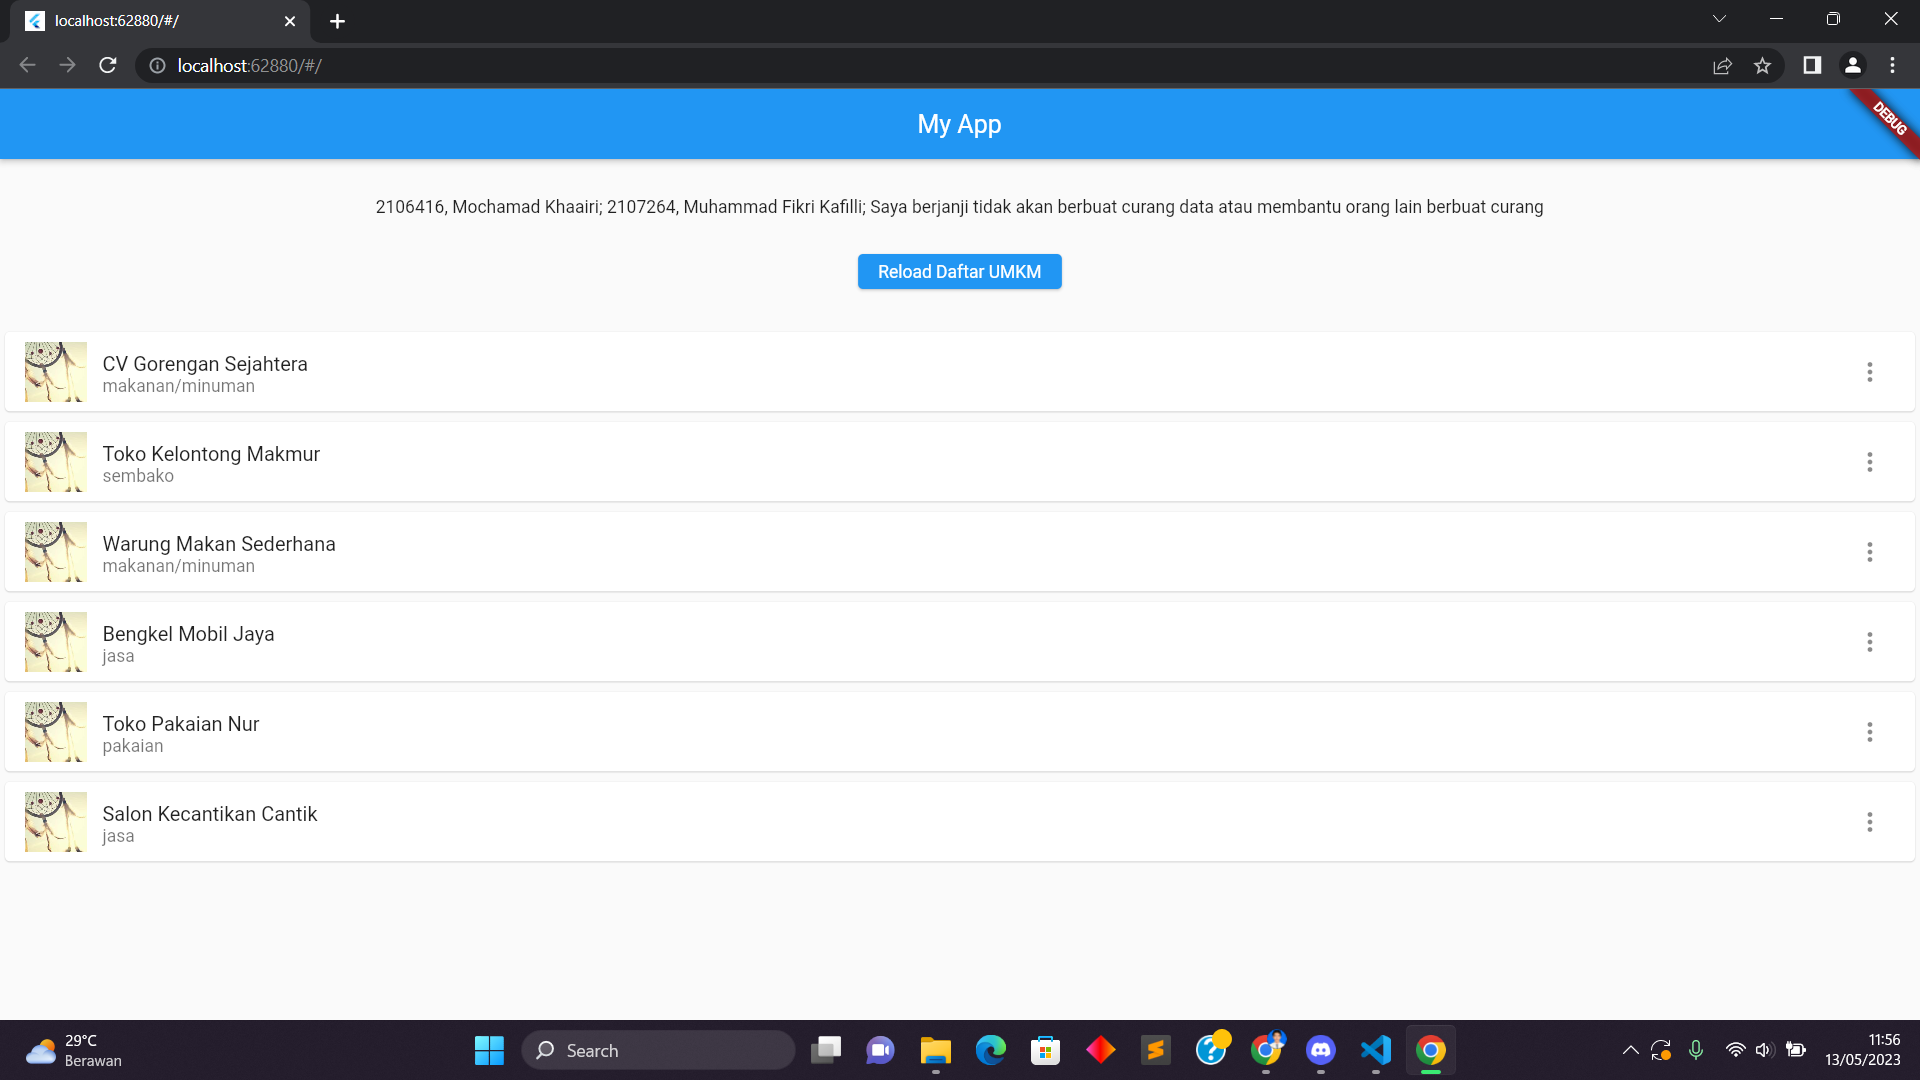 localhost:62880/#/
localhost:62880/#/
My App
DEBUG
2106416, Mochamad Khaairi; 2107264, Muhammad Fikri Kafilli; Saya berjanji tidak akan berbuat curang data atau membantu orang lain berbuat curang
Reload Daftar UMKM
CV Gorengan Sejahtera
makanan/minuman
Toko Kelontong Makmur
sembako
Warung Makan Sederhana
makanan/minuman
Bengkel Mobil Jaya
jasa
Toko Pakaian Nur
pakaian
Salon Kecantikan Cantik
jasa
29°C
Berawan
Search
11:56
13/05/2023